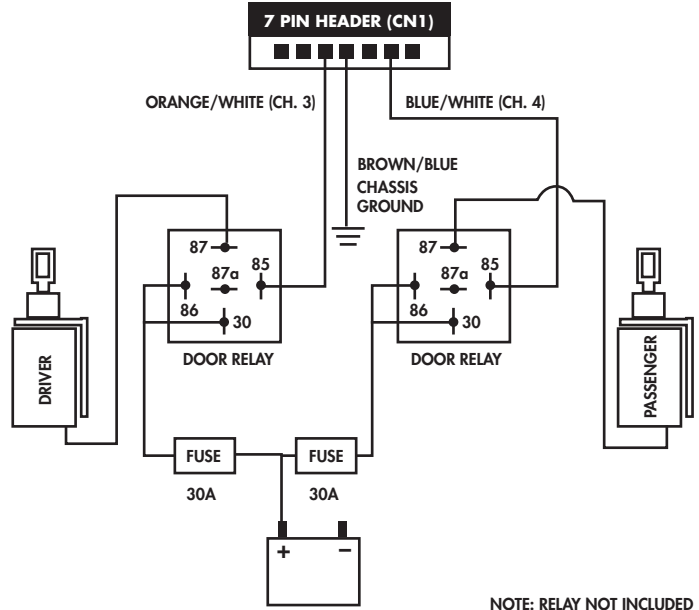 7 PIN HEADER (CN1)
ORANGE/WHITE (CH. 3)
BLUE/WHITE (CH. 4)
BROWN/BLUE
CHASSIS
GROUND
87
87a
85
86
30
DOOR RELAY
87
87a
85
86
30
DOOR RELAY
DRIVER
PASSENGER
FUSE
FUSE
30A
30A
+
–
NOTE: RELAY NOT INCLUDED